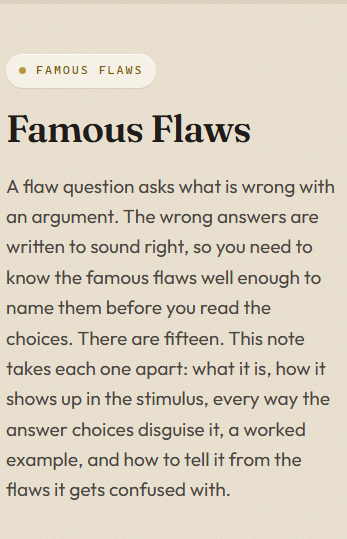 FAMOUS FLAWS
Famous Flaws
A flaw question asks what is wrong with
an argument. The wrong answers are
written to sound right, so you need to
know the famous flaws well enough to
name them before you read the
choices. There are fifteen. This note
takes each one apart: what it is, how it
shows up in the stimulus, every way the
answer choices disguise it, a worked
example, and how to tell it from the
flaws it gets confused with.